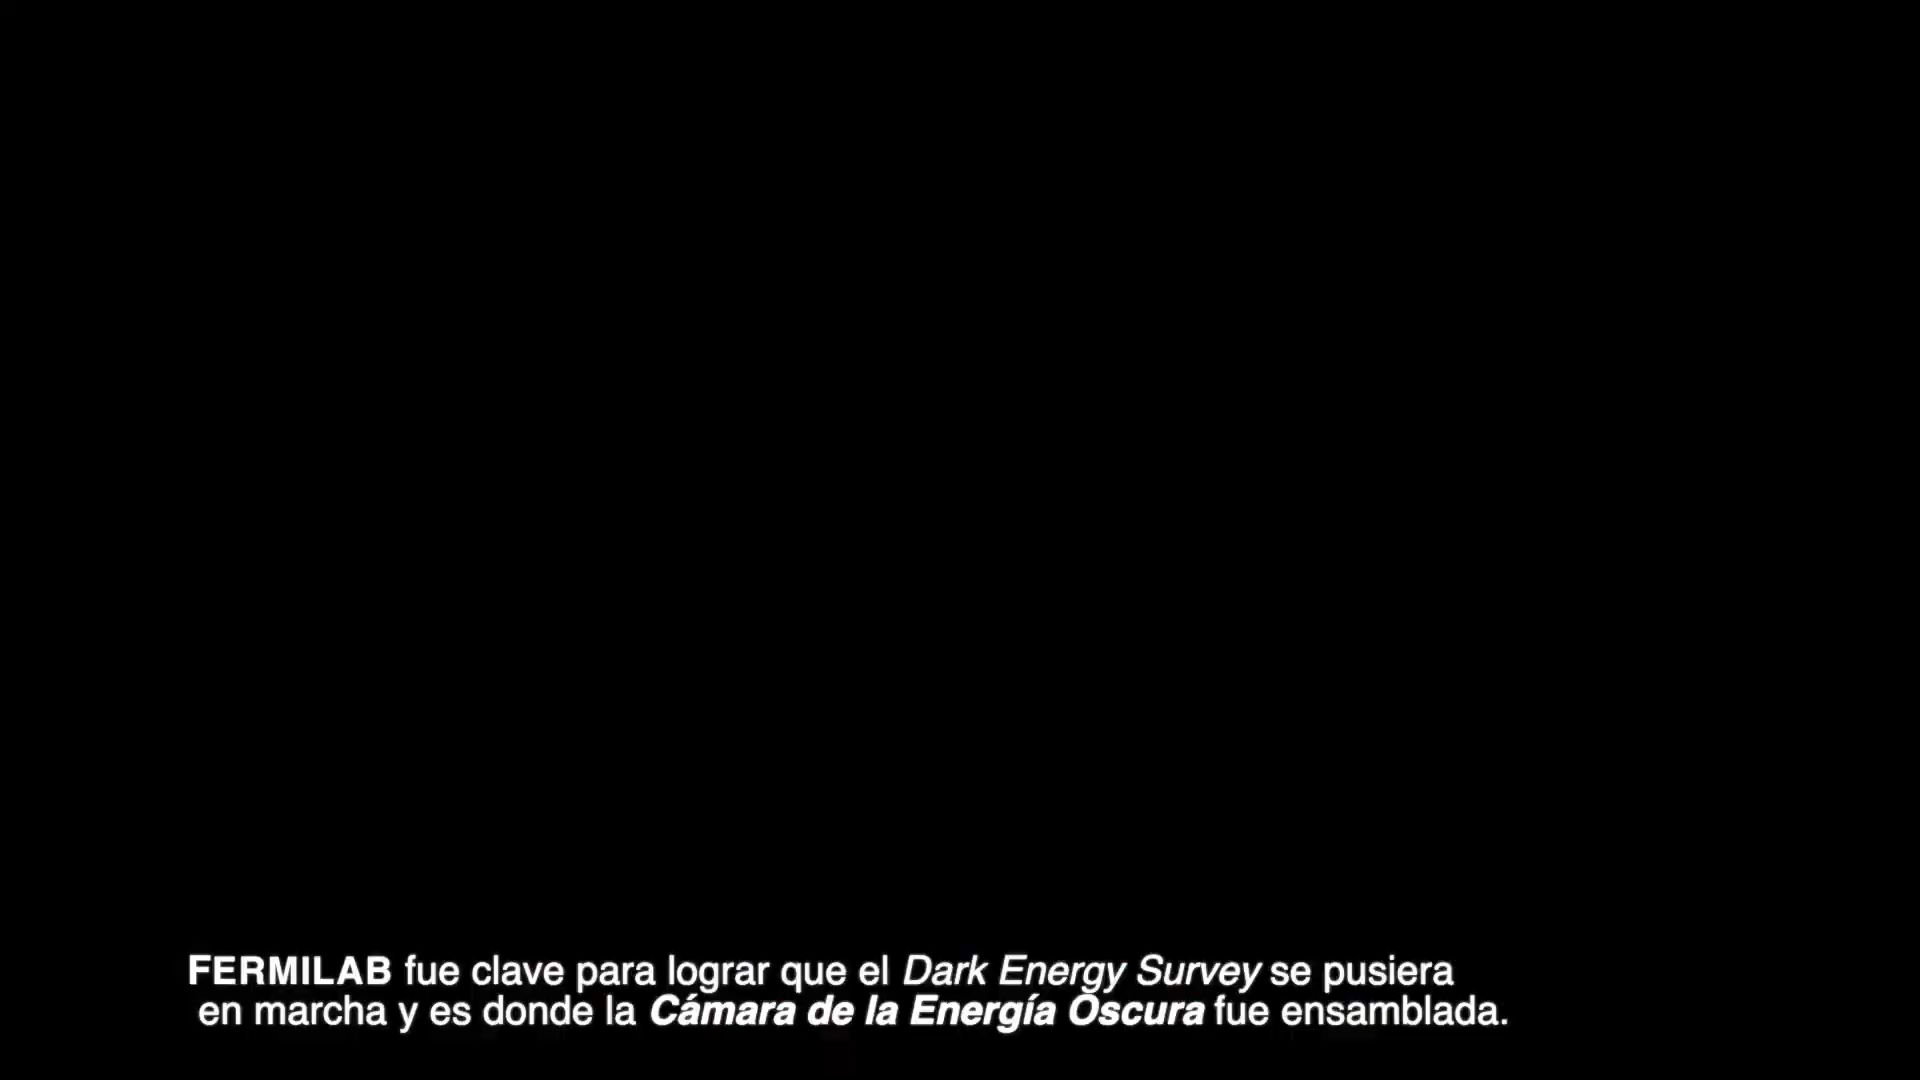 FERMILAB fue clave para lograr que el Dark Energy Survey se pusiera
en marcha y es donde la Cámara de la Energía Oscura fue ensamblada.